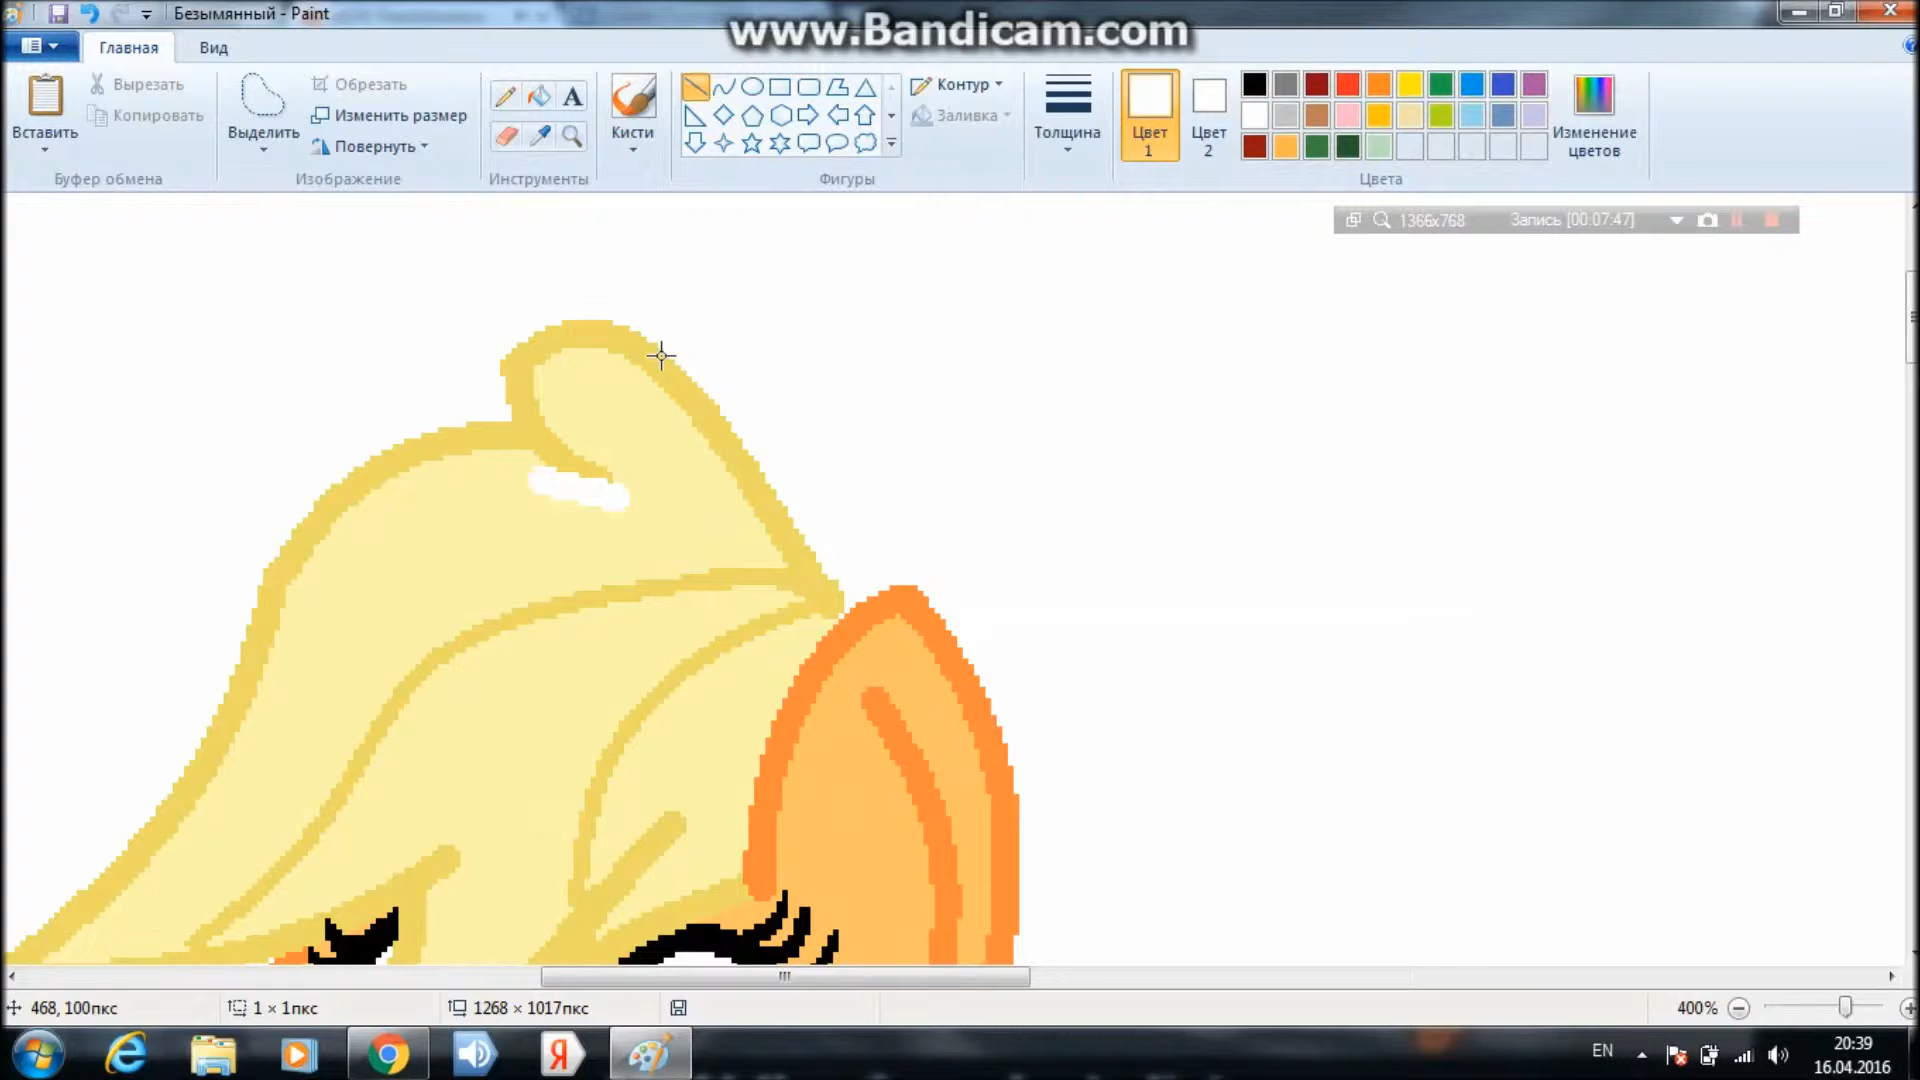 Безымянный - Paint
www.Bandicam.com
Главная
Вид
Вставить
Вырезать
Копировать
Буфер обмена
Выделить
Обрезать
Изменить размер
Повернуть
Изображение
A
Инструменты
Кисти
Контур
Заливка
Фигуры
Толщина
Цвет
1
Цвет
2
Изменение
цветов
Цвета
1366x768
Запись [00:07:47]
468, 100пкс
1 × 1пкс
1268 × 1017пкс
400%
Я
EN
20:39
16.04.2016